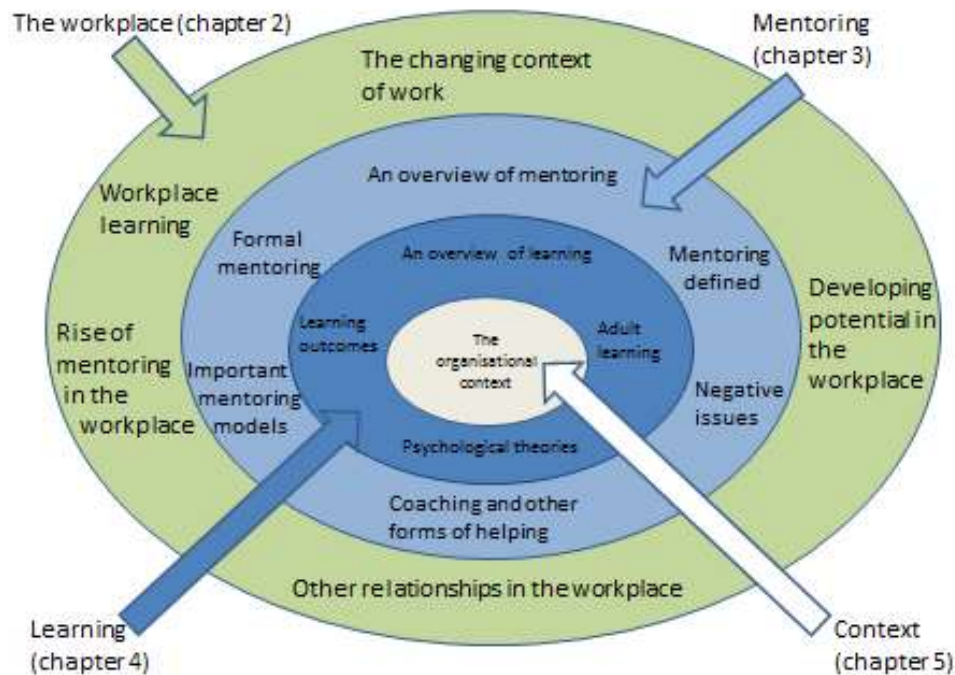 The workplace (chapter 2)
Mentoring
(chapter 3)
The changing context
of work
An overview of mentoring
Workplace
learning
Formal
mentoring
An overview of learning
Mentoring
defined
Developing
potential in
the
workplace
Rise of
mentoring
in the
workplace
Learning
outcomes
The
organisational
context
Adult
learning
Important
mentoring
models
Negative
issues
Psychological theories
Coaching and other
forms of helping
Other relationships in the workplace
Learning
(chapter 4)
Context
(chapter 5)